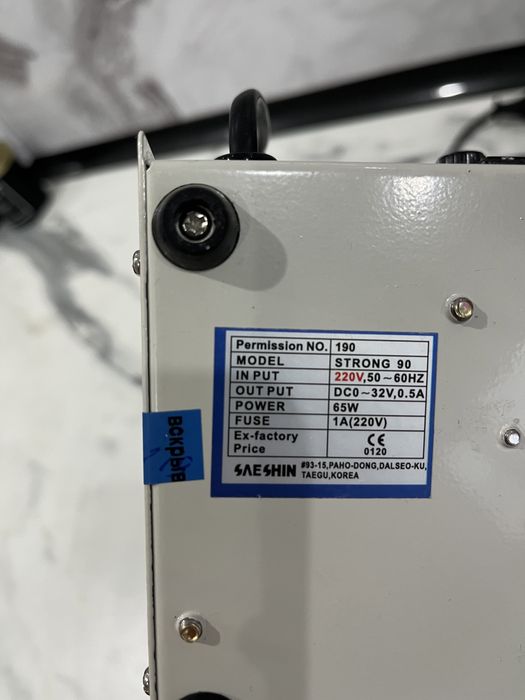 Permission NO. 190
MODEL STRONG 90
IN PUT 220V,50~60HZ
OUT PUT DC0~32V,0.5A
POWER 65W
FUSE 1A(220V)
Ex-factory Price CE 0120
SAESHIN #93-15,PAHO-DONG,DALSEO-KU,
TAEGU,KOREA
вскрыв